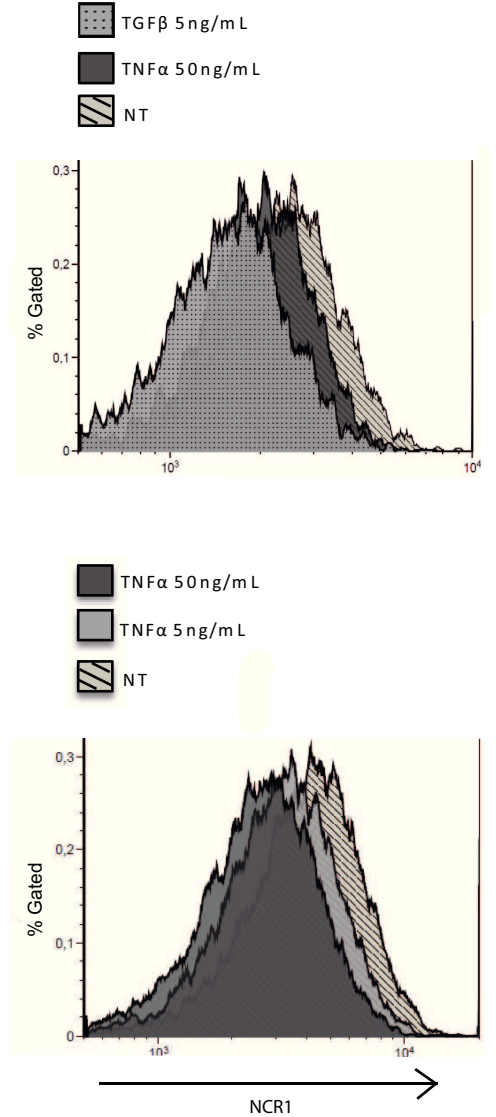 TGFβ 5ng/mL
TNFα 50ng/mL
NT
0,3
0,2
0,1
0
% Gated
10³
10⁴
TNFα 50ng/mL
TNFα 5ng/mL
NT
0,3
0,2
0,1
0
% Gated
10³
10⁴
NCR1